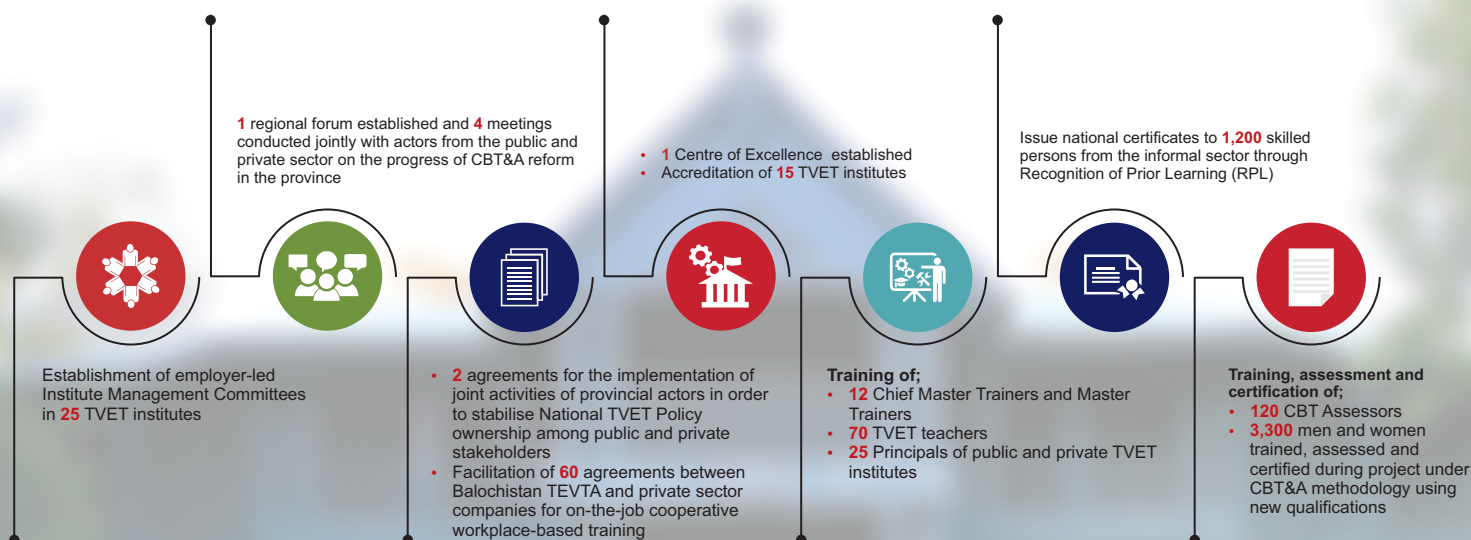 1 regional forum established and 4 meetings
conducted jointly with actors from the public and
private sector on the progress of CBT&A reform
in the province
• 1 Centre of Excellence established
• Accreditation of 15 TVET institutes
Issue national certificates to 1,200 skilled
persons from the informal sector through
Recognition of Prior Learning (RPL)
Establishment of employer-led
Institute Management Committees
in 25 TVET institutes
• 2 agreements for the implementation of
joint activities of provincial actors in order
to stabilise National TVET Policy
ownership among public and private
stakeholders
• Facilitation of 60 agreements between
Balochistan TEVTA and private sector
companies for on-the-job cooperative
workplace-based training
Training of;
• 12 Chief Master Trainers and Master
Trainers
• 70 TVET teachers
• 25 Principals of public and private TVET
institutes
Training, assessment and
certification of;
• 120 CBT Assessors
• 3,300 men and women
trained, assessed and
certified during project under
CBT&A methodology using
new qualifications